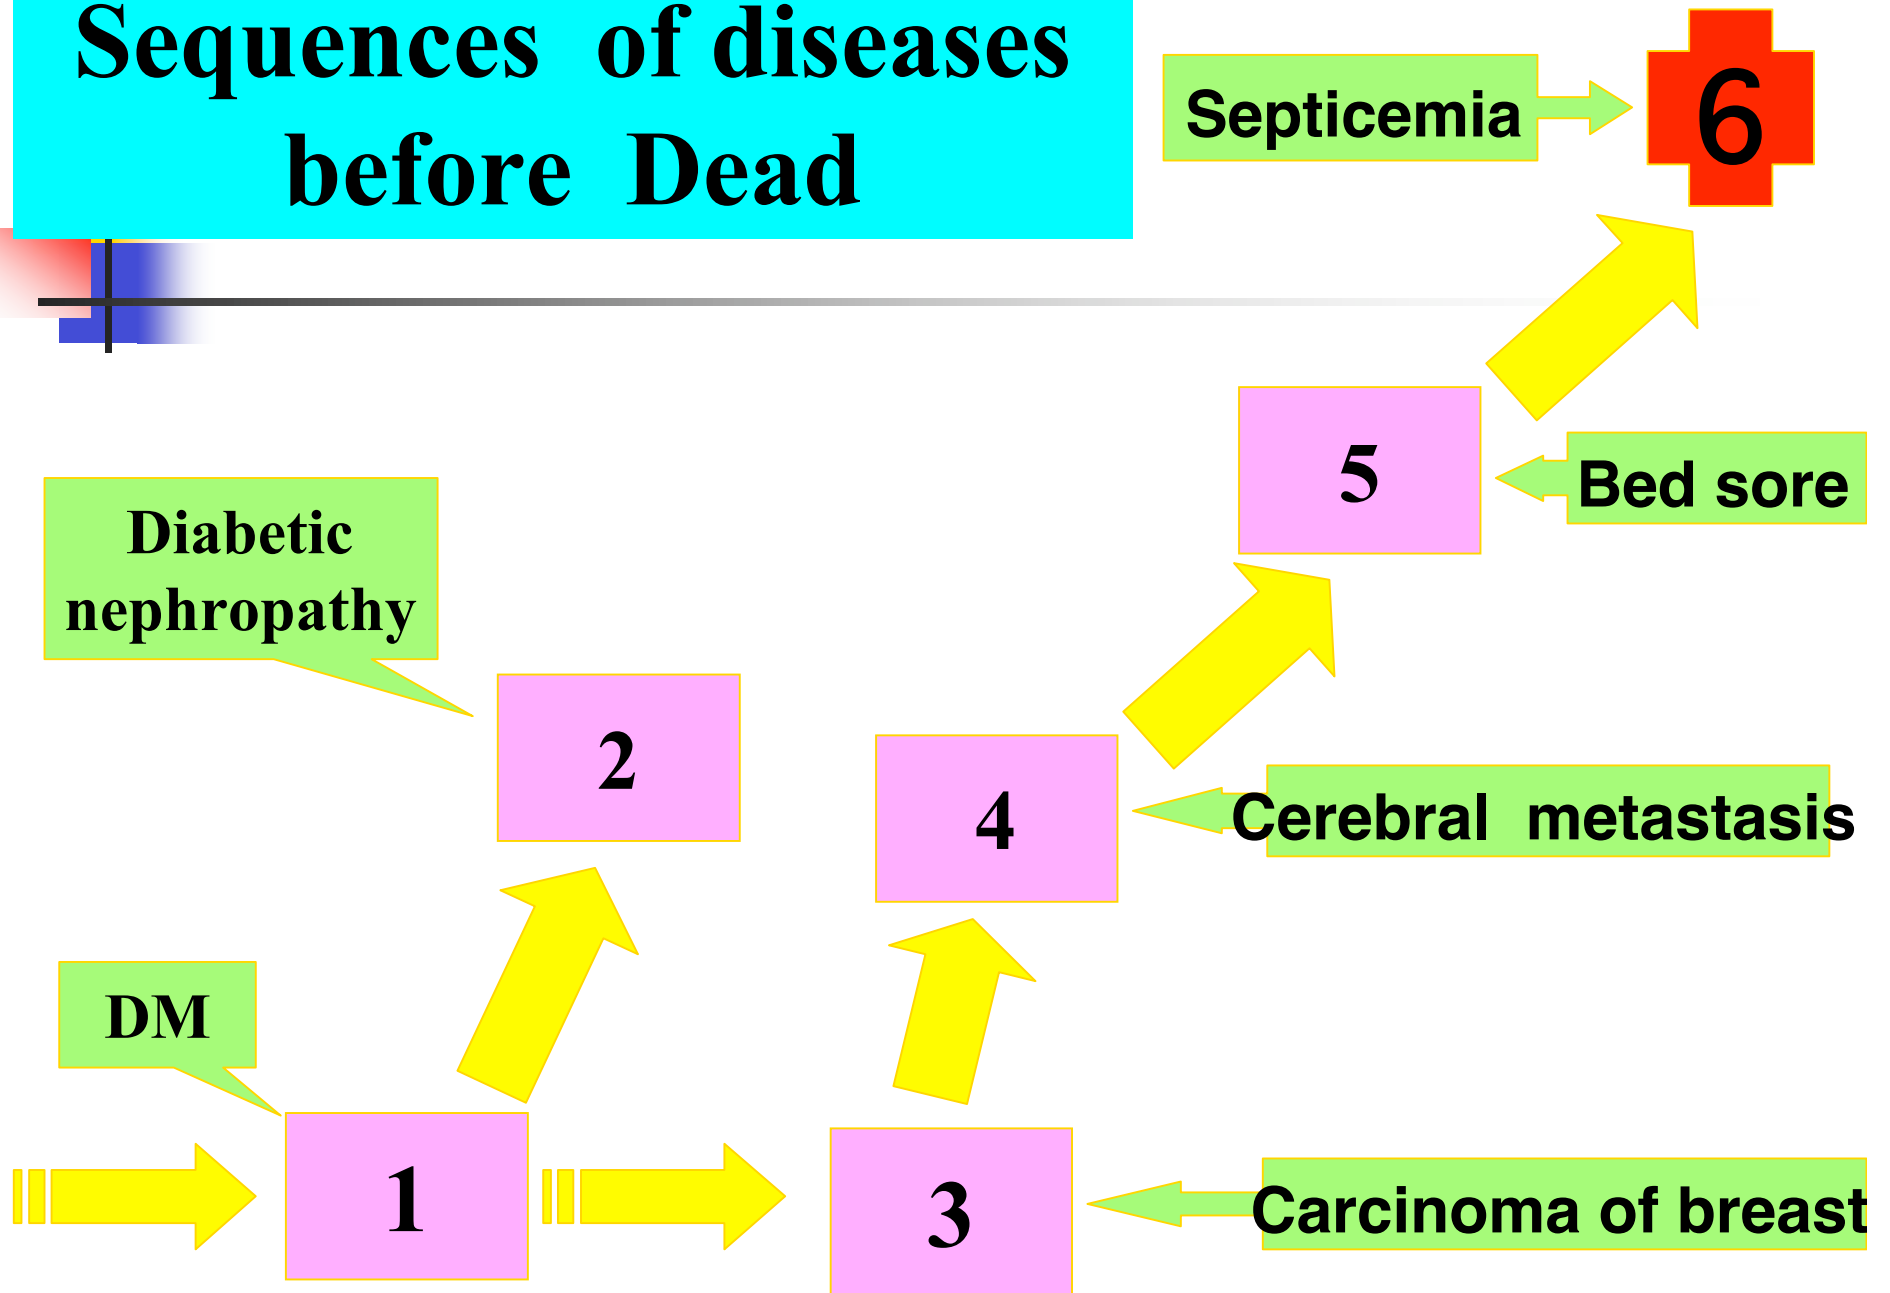 Sequences of diseases
before Dead
Septicemia
6
5
Bed sore
Diabetic
nephropathy
2
4
Cerebral metastasis
DM
1
3
Carcinoma of breast